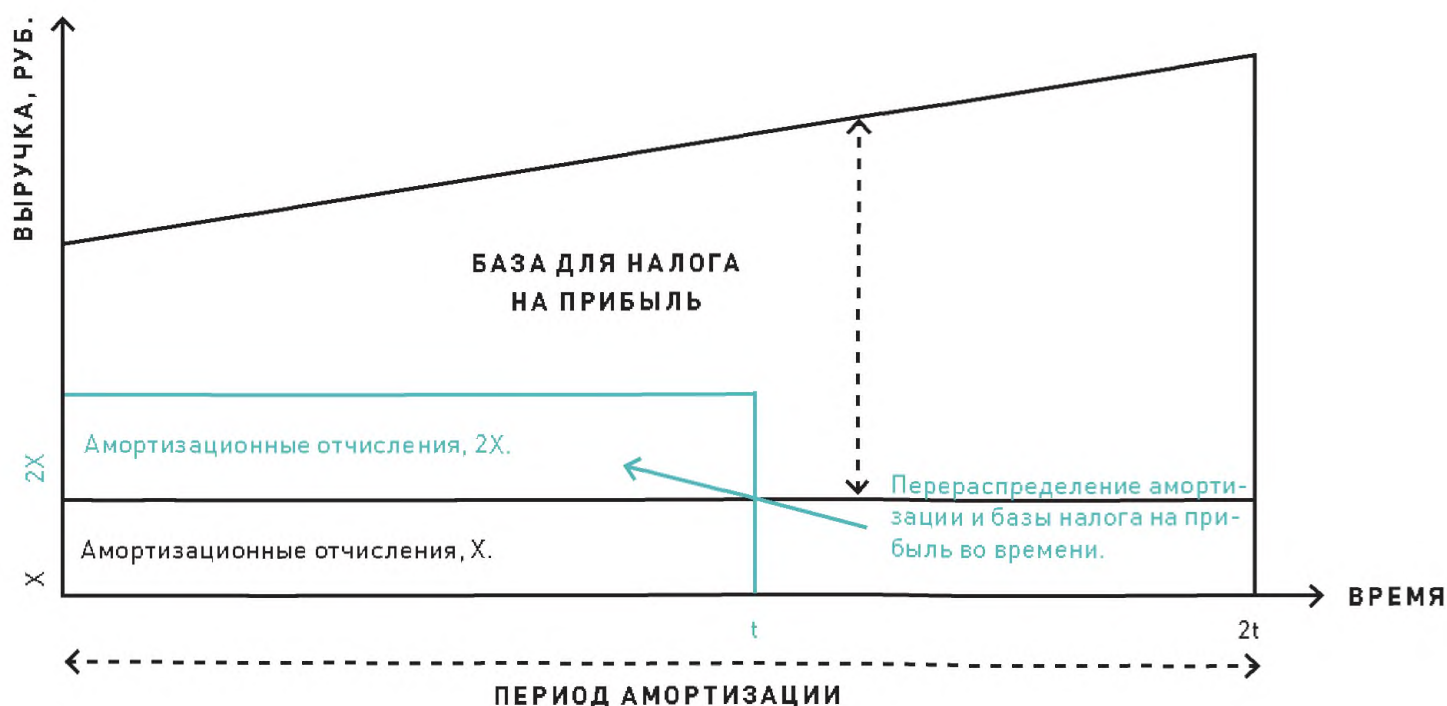 ВЫРУЧКА, РУБ.
БАЗА ДЛЯ НАЛОГА
НА ПРИБЫЛЬ
2X
Амортизационные отчисления, 2X.
Перераспределение аморти-
зации и базы налога на при-
быль во времени.
X
Амортизационные отчисления, X.
ВРЕМЯ
t
2t
ПЕРИОД АМОРТИЗАЦИИ